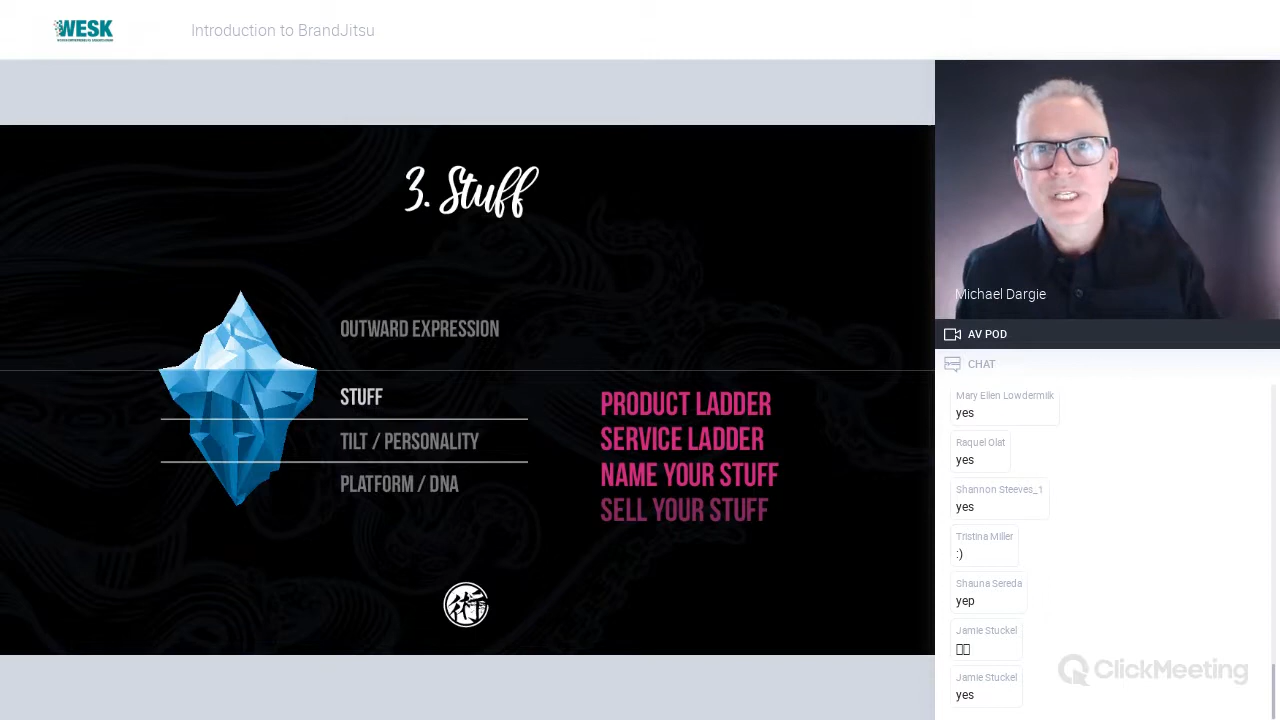 WESK
Introduction to BrandJitsu
3. Stuff
OUTWARD EXPRESSION
STUFF
TILT / PERSONALITY
PLATFORM / DNA
PRODUCT LADDER
SERVICE LADDER
NAME YOUR STUFF
SELL YOUR STUFF
術
Michael Dargie
AV POD
CHAT
Mary Ellen Lowdermilk
yes
Raquel Olat
yes
Shannon Steeves_1
yes
Tristina Miller
:)
Shauna Sereda
yep
Jamie Stuckel
Jamie Stuckel
yes
ClickMeeting